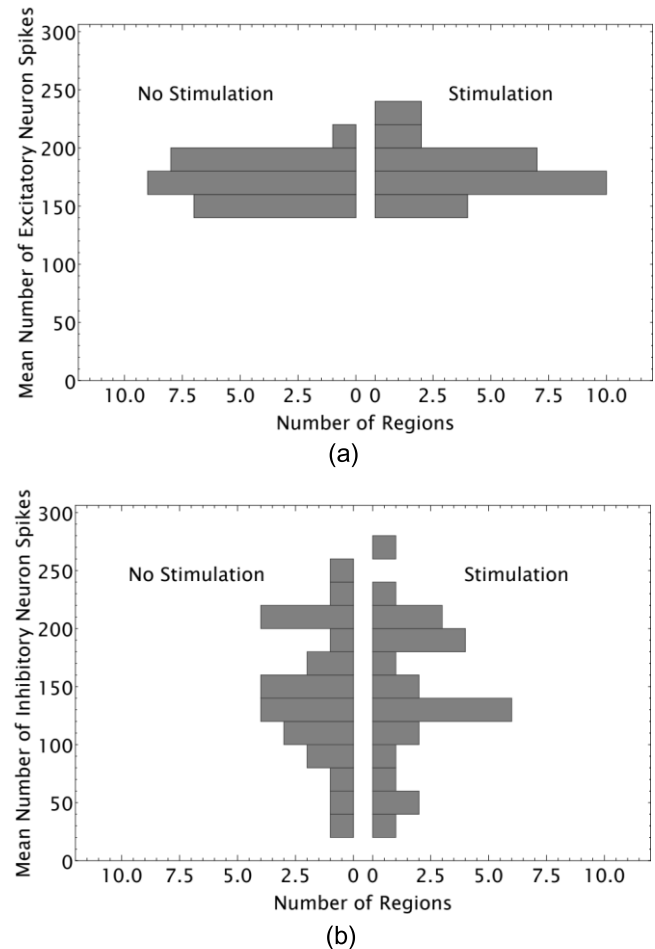 300
250
200
150
100
50
0
Mean Number of Excitatory Neuron Spikes
No Stimulation
Stimulation
10.0 7.5 5.0 2.5 0 0 2.5 5.0 7.5 10.0
Number of Regions
(a)
300
250
200
150
100
50
0
Mean Number of Inhibitory Neuron Spikes
No Stimulation
Stimulation
10.0 7.5 5.0 2.5 0 0 2.5 5.0 7.5 10.0
Number of Regions
(b)